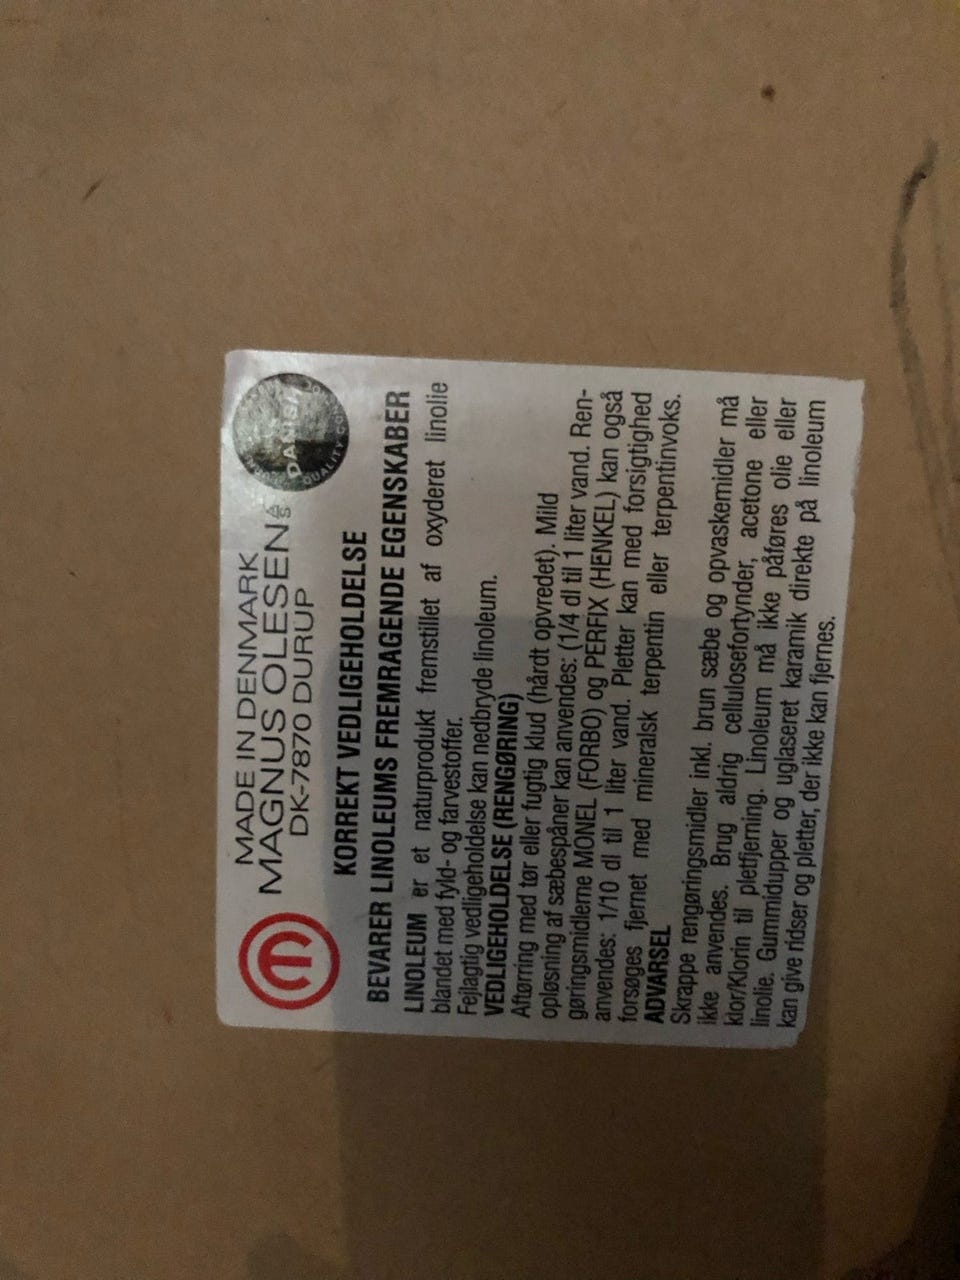 MADE IN DENMARK
MAGNUS OLESEN A/S
DK-7870 DURUP
DANISH
QUALITY CO
KORREKT VEDLIGEHOLDELSE
BEVARER LINOLEUMS FREMRAGENDE EGENSKABER
LINOLEUM er et naturprodukt fremstillet af oxyderet linolie
blandet med fyld- og farvestoffer.
Fejlagtig vedligeholdelse kan nedbryde linoleum.
VEDLIGEHOLDELSE (RENGØRING)
Aftørring med tør eller fugtig klud (hårdt opvredet). Mild
opløsning af sæbespåner kan anvendes: (1/4 dl til 1 liter vand. Ren-
gøringsmidlerne MONEL (FORBO) og PERFIX (HENKEL) kan også
anvendes: 1/10 dl til 1 liter vand. Pletter kan med forsigtighed
forsøges fjernet med mineralsk terpentin eller terpentinvoks.
ADVARSEL
Skrappe rengøringsmidler inkl. brun sæbe og opvaskemidler må
ikke anvendes. Brug aldrig cellulosefortynder, acetone eller
klor/Klorin til pletfjerning. Linoleum må ikke påføres olie eller
linolie. Gummidupper og uglaseret karamik direkte på linoleum
kan give ridser og pletter, der ikke kan fjernes.